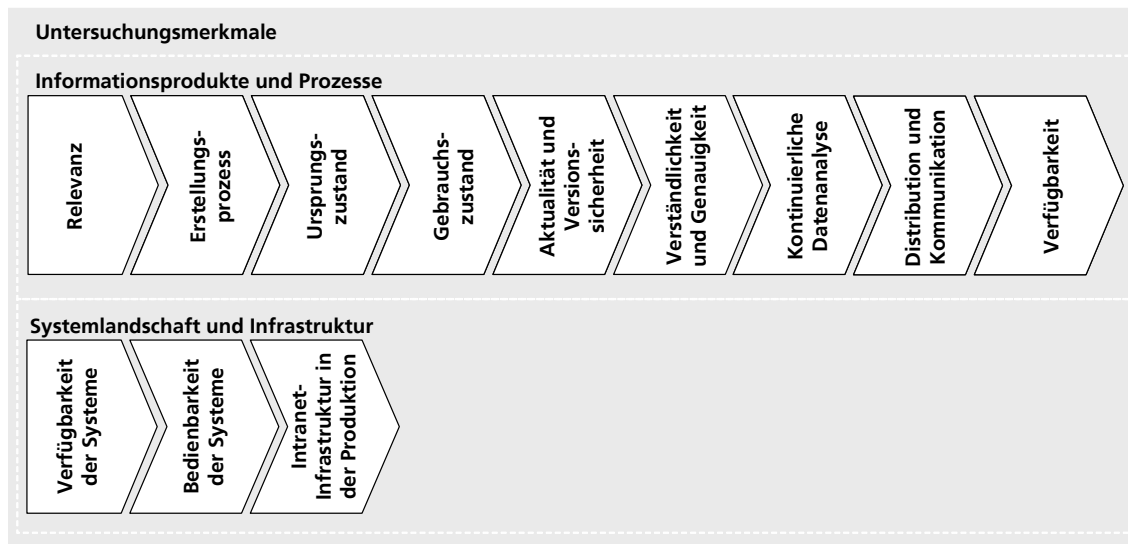 Untersuchungsmerkmale
Informationsprodukte und Prozesse
Relevanz
Erstellungs-
prozess
Ursprungs-
zustand
Gebrauchs-
zustand
Aktualität und
Versions-
sicherheit
Verständlichkeit
und Genauigkeit
Kontinuierliche
Datenanalyse
Distribution und
Kommunikation
Verfügbarkeit
Systemlandschaft und Infrastruktur
Verfügbarkeit
der Systeme
Bedienbarkeit
der Systeme
Intranet-
Infrastruktur in
der Produktion